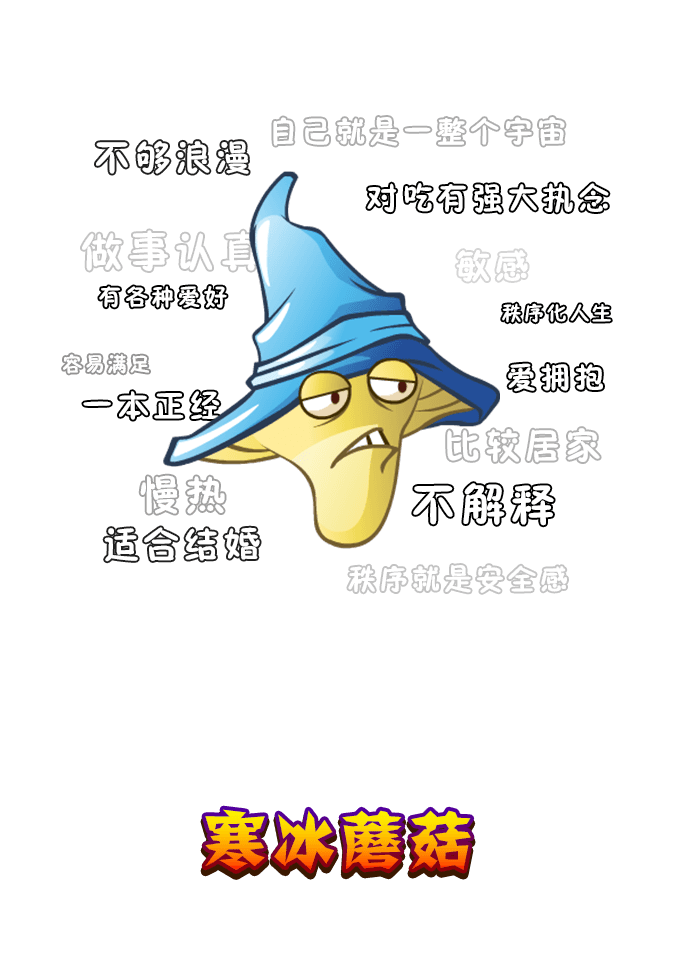 自己就是一整个宇宙
不够浪漫
对吃有强大执念
做事认真
敏感
有各种爱好
秩序化人生
容易满足
爱拥抱
一本正经
比较居家
慢热
不解释
适合结婚
秩序就是安全感
寒冰蘑菇